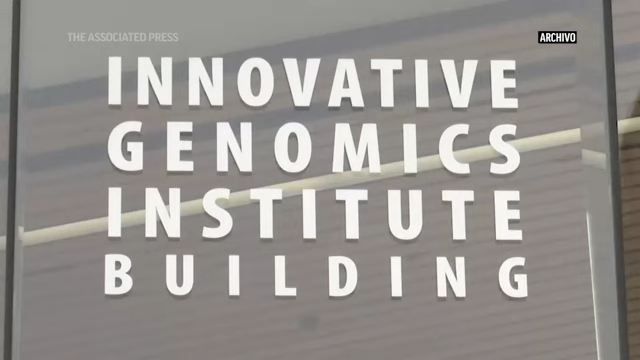 THE ASSOCIATED PRESS
ARCHIVO
INNOVATIVE
GENOMICS
INSTITUTE
BUILDING